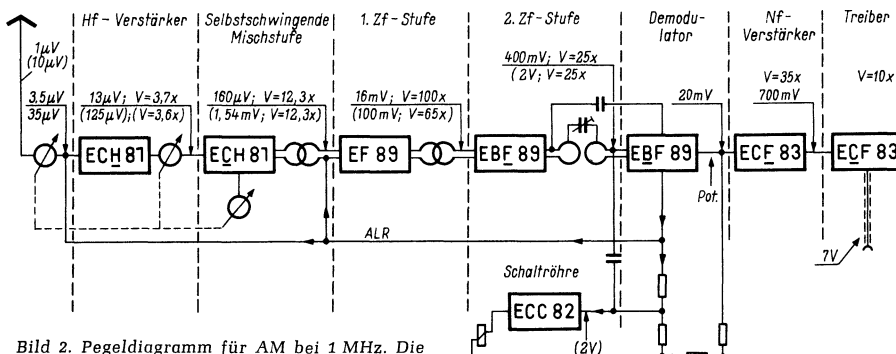 Hf-Verstärker
Selbstschwingende
Mischstufe
1. Zf-Stufe
2. Zf-Stufe
Demodu-
lator
Nf-
Verstärker
Treiber
1µV
(10µV)
3,5µV
35µV
13µV; V=3,7x
(125µV);(V=3,6x)
160µV; V=12,3x
(1,54mV; V=12,3x)
16mV; V=100x
(100mV; V=65x)
400mV; V=25x
(2V; V=25x
20mV
V=35x
700mV
V=10x
ECH 81
ECH 81
EF 89
EBF 89
EBF 89
ECF 83
ECF 83
Pot.
ALR
7V
Schaltröhre
ECC 82
(2V)
Bild 2. Pegeldiagramm für AM bei 1 MHz. Die